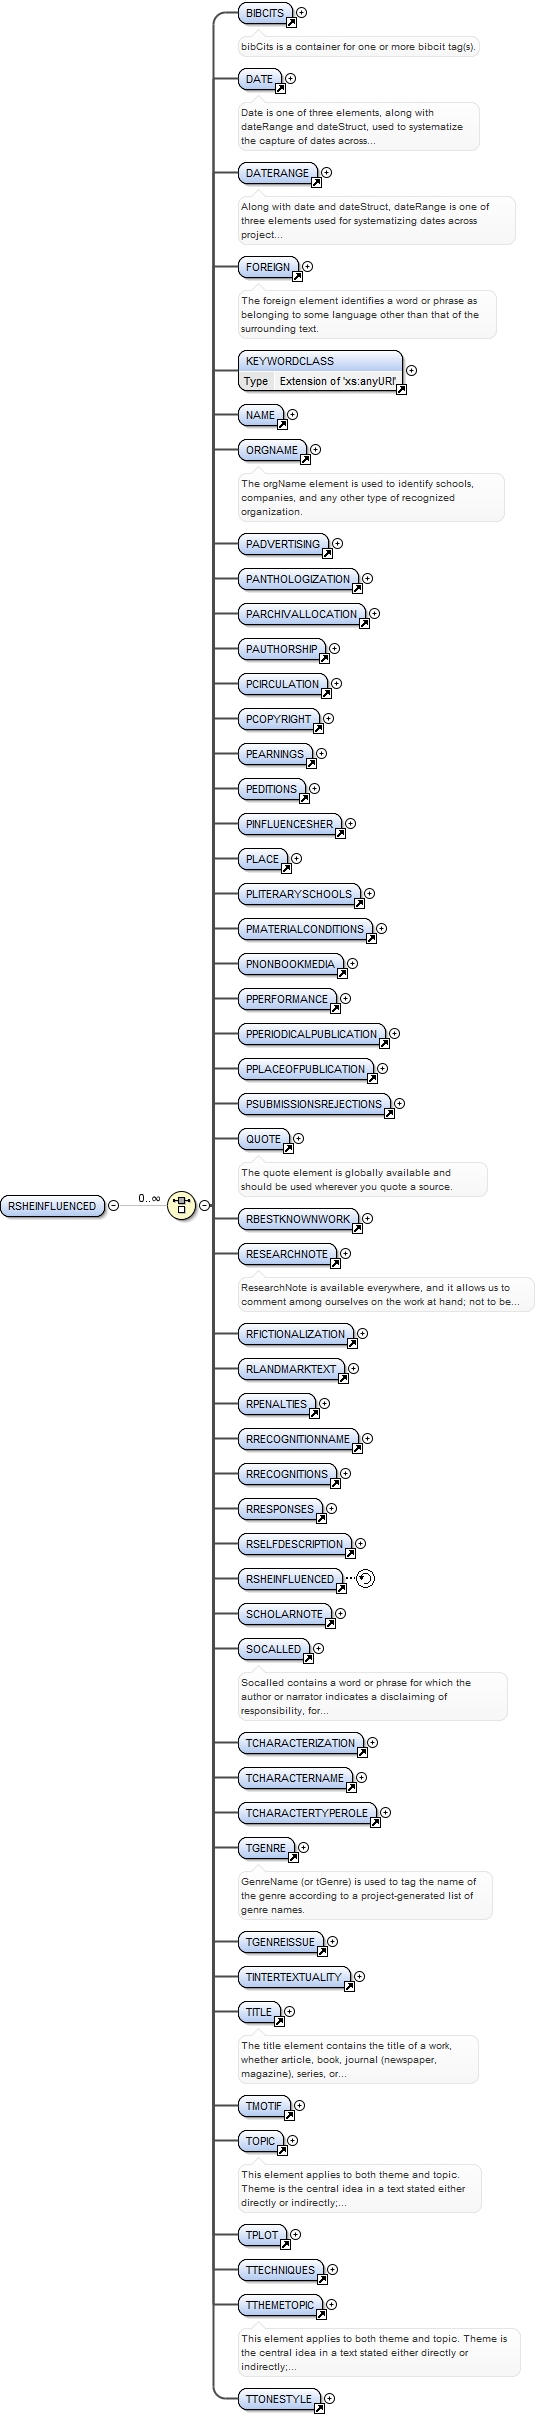 BIBCITS
bibCits is a container for one or more bibcit tag(s).
DATE
Date is one of three elements, along with
dateRange and dateStruct, used to systematize
the capture of dates across...
DATERANGE
Along with date and dateStruct, dateRange is one of
three elements used for systematizing dates across
project...
FOREIGN
The foreign element identifies a word or phrase as
belonging to some language other than that of the
surrounding text.
KEYWORDCLASS
Type Extension of 'xs:anyURI'
NAME
ORGNAME
The orgName element is used to identify schools,
companies, and any other type of recognized
organization.
PADVERTISING
PANTHOLOGIZATION
PARCHIVALLOCATION
PAUTHORSHIP
PCIRCULATION
PCOPYRIGHT
PEARNINGS
PEDITIONS
PINFLUENCESHER
PLACE
PLITERARYSCHOOLS
PMATERIALCONDITIONS
PNONBOOKMEDIA
PPERFORMANCE
PPERIODICALPUBLICATION
PPLACEOFPUBLICATION
PSUBMISSIONSREJECTIONS
QUOTE
The quote element is globally available and
should be used wherever you quote a source.
RSHEINFLUENCED
0..∞
RBESTKNOWNWORK
RESEARCHNOTE
ResearchNote is available everywhere, and it allows us to
comment among ourselves on the work at hand; not to be...
RFICTIONALIZATION
RLANDMARKTEXT
RPENALTIES
RRECOGNITIONNAME
RRECOGNITIONS
RRESPONSES
RSELFDESCRIPTION
RSHEINFLUENCED
SCHOLARNOTE
SOCALLED
Socalled contains a word or phrase for which the
author or narrator indicates a disclaiming of
responsibility, for...
TCHARACTERIZATION
TCHARACTERNAME
TCHARACTERTYPEROLE
TGENRE
GenreName (or tGenre) is used to tag the name of
the genre according to a project-generated list of
genre names.
TGENREISSUE
TINTERTEXTUALITY
TITLE
The title element contains the title of a work,
whether article, book, journal (newspaper,
magazine), series, or...
TMOTIF
TOPIC
This element applies to both theme and topic.
Theme is the central idea in a text stated either
directly or indirectly;...
TPLOT
TTECHNIQUES
TTHEMETOPIC
This element applies to both theme and topic. Theme is
the central idea in a text stated either directly or
indirectly;...
TTONESTYLE